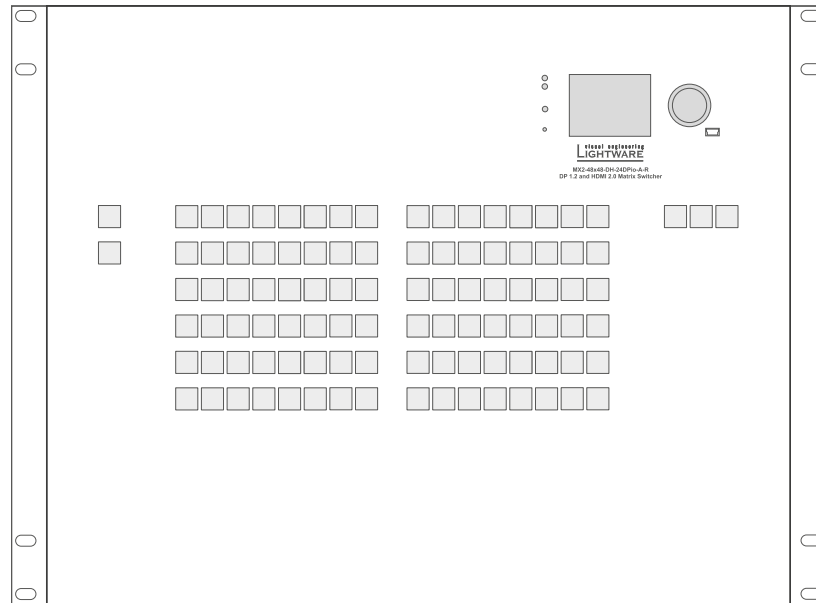 visual engineering
LIGHTWARE
MX2-48x48-DH-24DPio-A-R
DP 1.2 and HDMI 2.0 Matrix Switcher